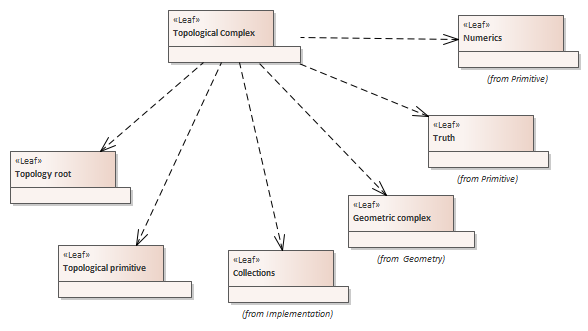 «Leaf»
Topological Complex
«Leaf»
Numerics
(from Primitive)
«Leaf»
Truth
(from Primitive)
«Leaf»
Topology root
«Leaf»
Geometric complex
(from Geometry)
«Leaf»
Topological primitive
«Leaf»
Collections
(from Implementation)